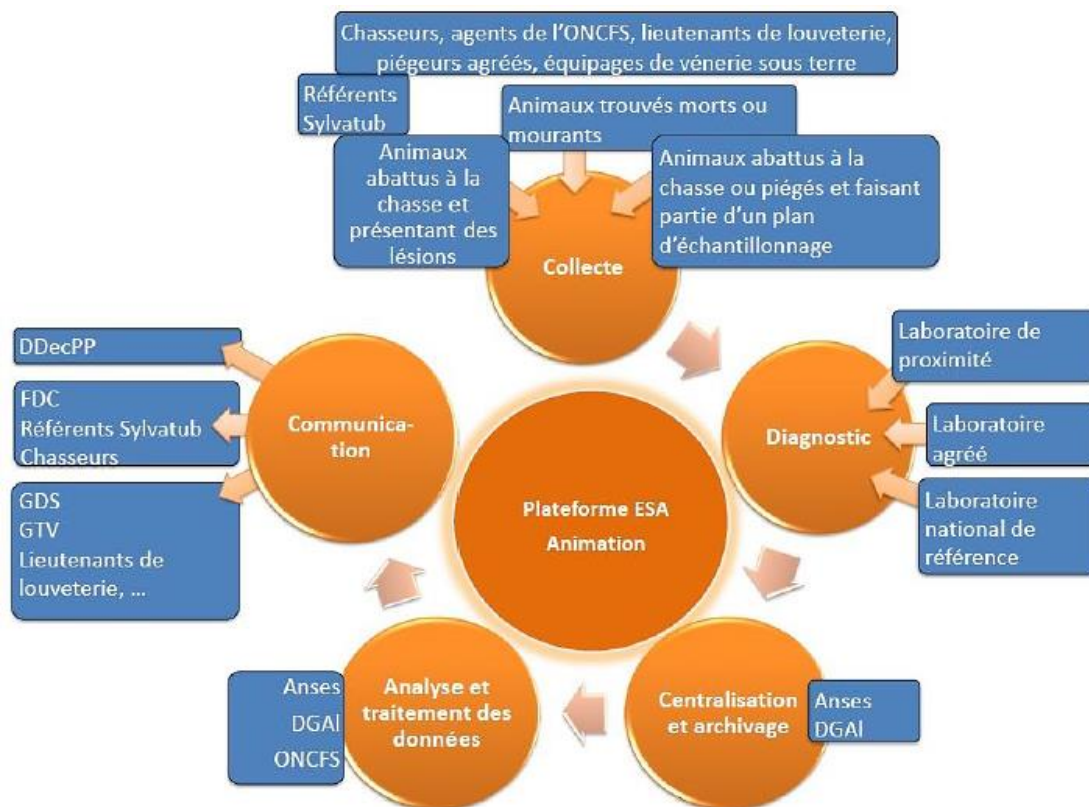 Chasseurs, agents de l'ONCFS, lieutenants de louveterie,
piégeurs agréés, équipages de vénerie sous terre
Référents
Sylvatub
Animaux trouvés morts ou
mourants
Animaux
abattus à la
chasse et
présentant des
lésions
Animaux abattus à la
chasse ou piégés et faisant
partie d'un plan
d'échantillonnage
Collecte
Laboratoire de
proximité
Laboratoire
agréé
Laboratoire
national de
référence
Diagnostic
DDecPP
FDC
Référents Sylvatub
Chasseurs
GDS
GTV
Lieutenants de
louveterie, ...
Communica-
tion
Plateforme ESA
Animation
Anses
DGAl
ONCFS
Analyse et
traitement des
données
Centralisation
et archivage
Anses
DGAl